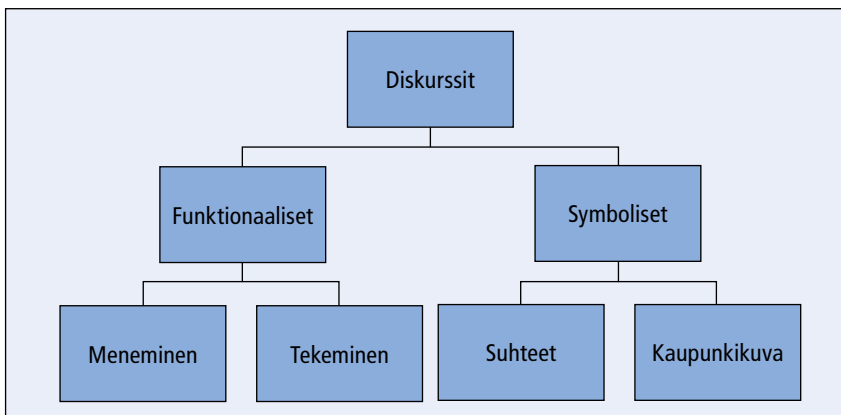 Diskurssit
Funktionaaliset
Symboliset
Meneminen
Tekeminen
Suhteet
Kaupunkikuva